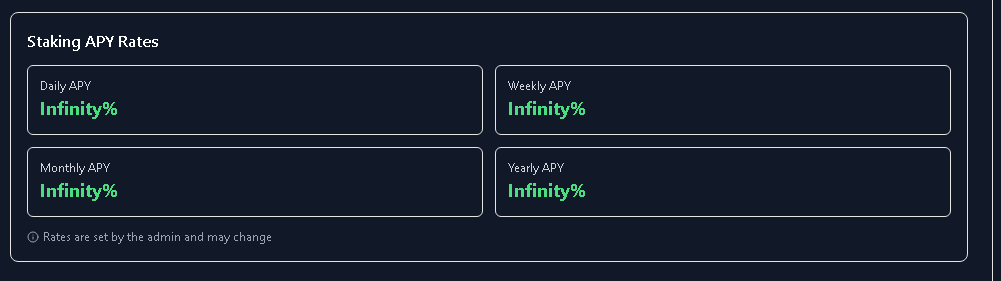 Staking APY Rates
Daily APY
Infinity%
Weekly APY
Infinity%
Monthly APY
Infinity%
Yearly APY
Infinity%
Rates are set by the admin and may change